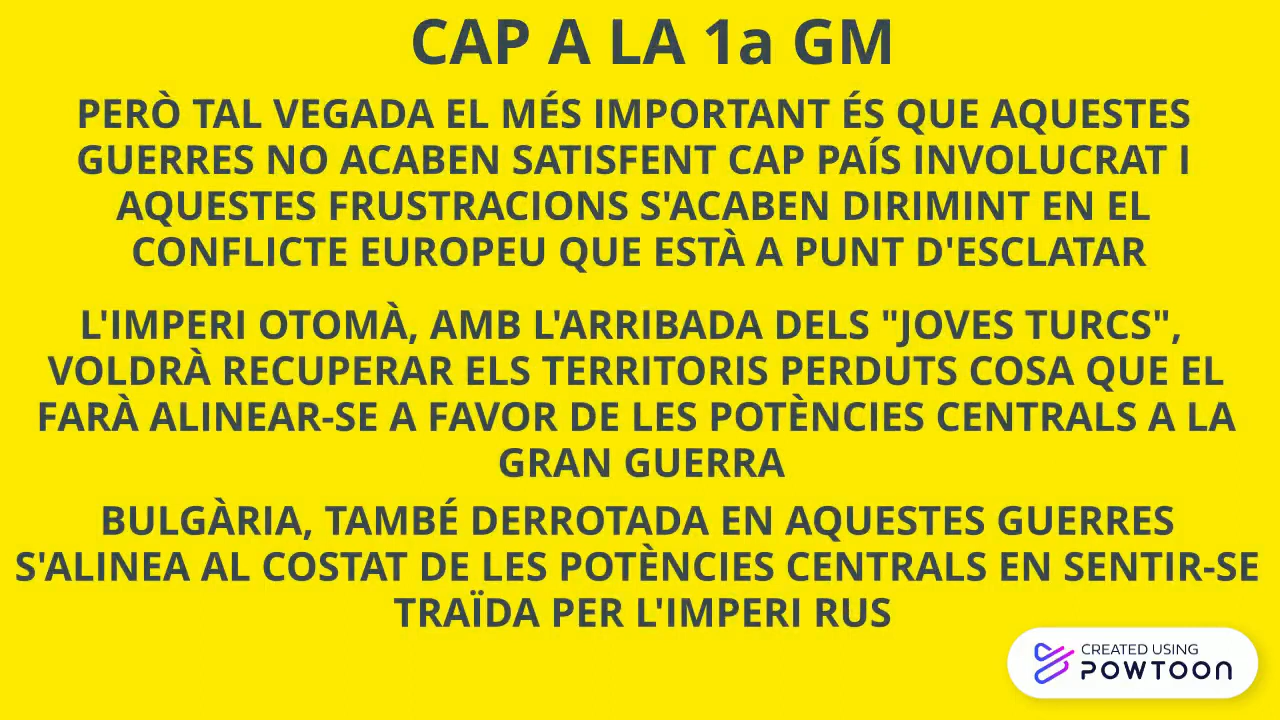 CAP A LA 1a GM
PERÒ TAL VEGADA EL MÉS IMPORTANT ÉS QUE AQUESTES
GUERRES NO ACABEN SATISFENT CAP PAÍS INVOLUCRAT I
AQUESTES FRUSTRACIONS S'ACABEN DIRIMINT EN EL
CONFLICTE EUROPEU QUE ESTÀ A PUNT D'ESCLATAR
L'IMPERI OTOMÀ, AMB L'ARRIBADA DELS "JOVES TURCS",
VOLDRÀ RECUPERAR ELS TERRITORIS PERDUTS COSA QUE EL
FARÀ ALINEAR-SE A FAVOR DE LES POTÈNCIES CENTRALS A LA
GRAN GUERRA
BULGÀRIA, TAMBÉ DERROTADA EN AQUESTES GUERRES
S'ALINEA AL COSTAT DE LES POTÈNCIES CENTRALS EN SENTIR-SE
TRAÏDA PER L'IMPERI RUS
CREATED USING
POWTOON